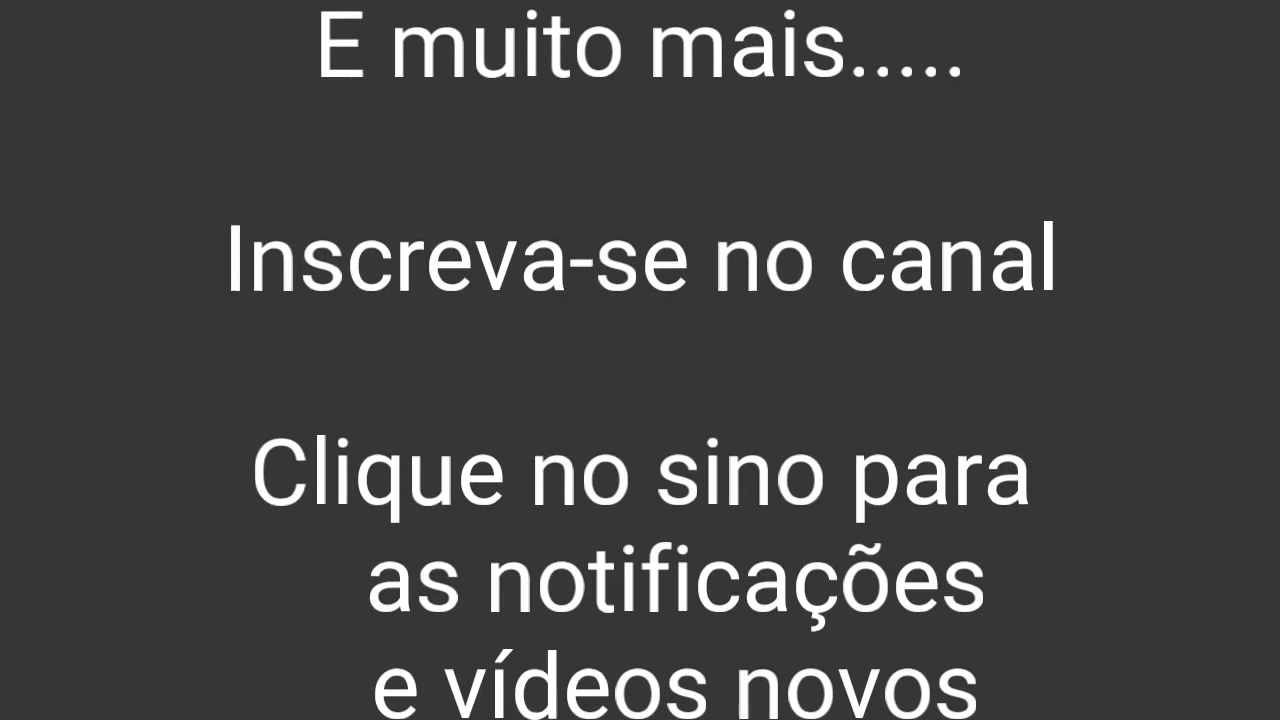 E muito mais.....
Inscreva-se no canal
Clique no sino para
as notificações
e vídeos novos